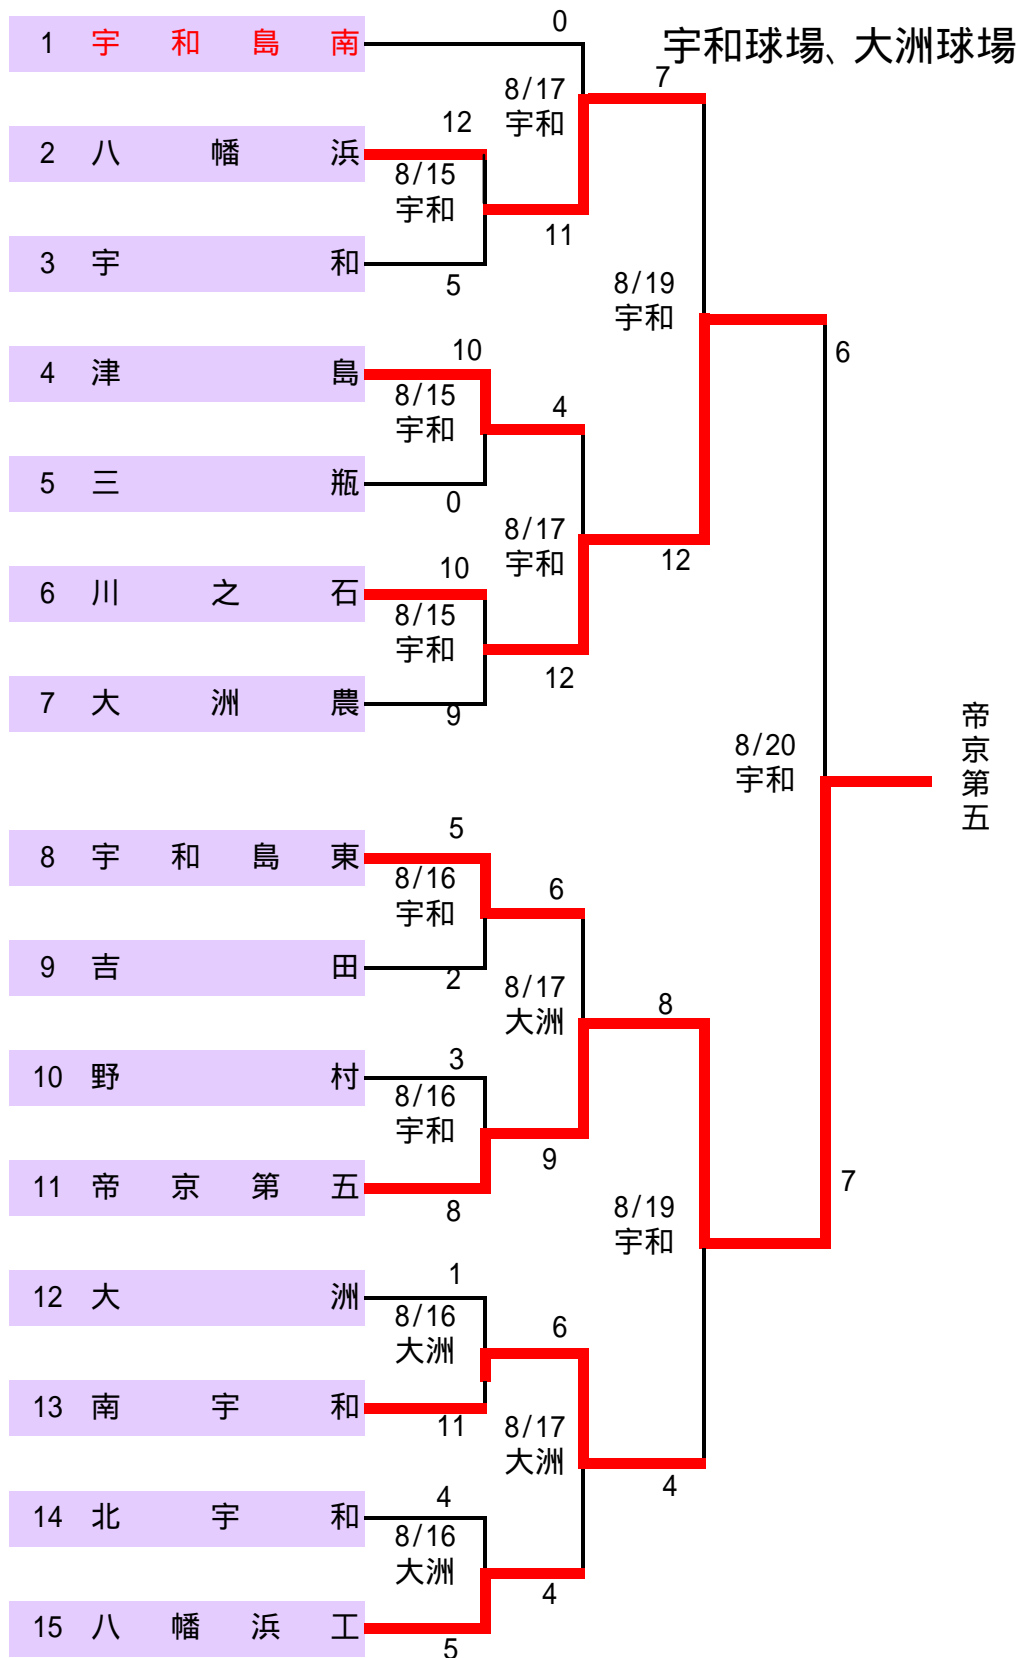 宇和球場、大洲球場
1 宇和島南
0
8/17
宇和
7
2 八幡浜
12
8/15
宇和
11
3 宇和
5
8/19
宇和
6
4 津島
10
8/15
宇和
4
5 三瓶
0
8/17
宇和
12
6 川之石
10
8/15
宇和
12
7 大洲農
9
8/20
宇和
帝京第五
8 宇和島東
5
8/16
宇和
6
9 吉田
2
8/17
大洲
8
10 野村
3
8/16
宇和
9
11 帝京第五
8
8/19
宇和
7
12 大洲
1
8/16
大洲
6
13 南宇和
11
8/17
大洲
4
14 北宇和
4
8/16
大洲
4
15 八幡浜工
5